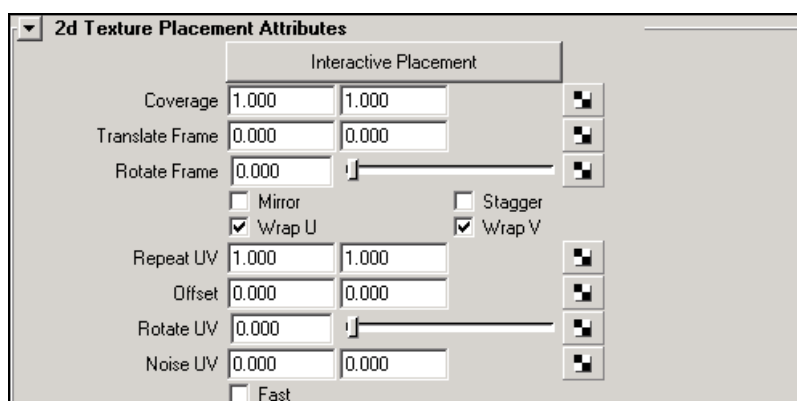 2d Texture Placement Attributes
Interactive Placement
Coverage 1.000 1.000
Translate Frame 0.000 0.000
Rotate Frame 0.000
Mirror Stagger
Wrap U Wrap V
Repeat UV 1.000 1.000
Offset 0.000 0.000
Rotate UV 0.000
Noise UV 0.000 0.000
Fast